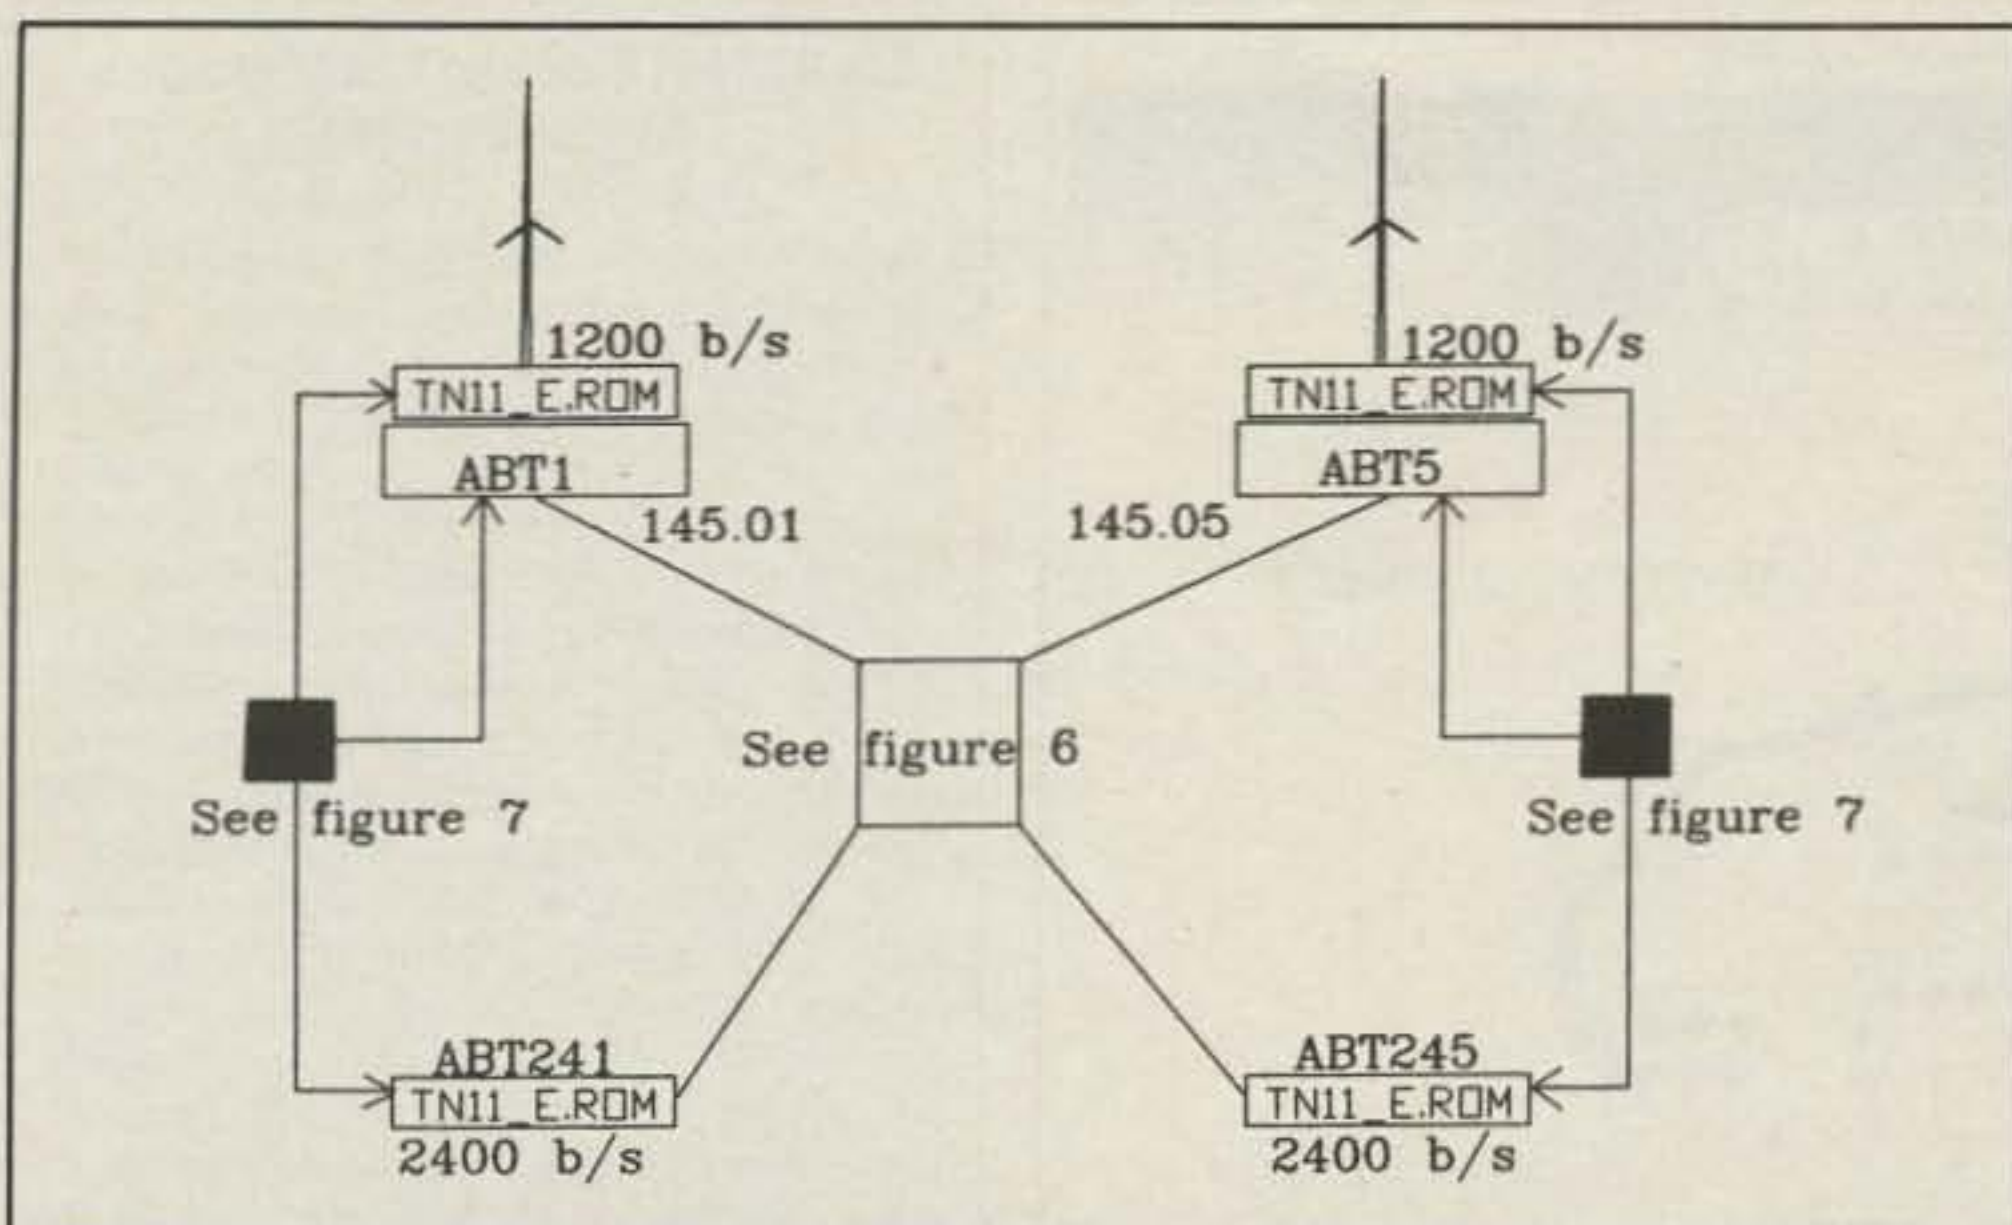 1200 b/s
1200 b/s
TN11_E.ROM
TN11_E.ROM
ABT1
ABT5
145.01
145.05
See figure 6
See figure 7
See figure 7
ABT241
ABT245
TN11_E.ROM
TN11_E.ROM
2400 b/s
2400 b/s